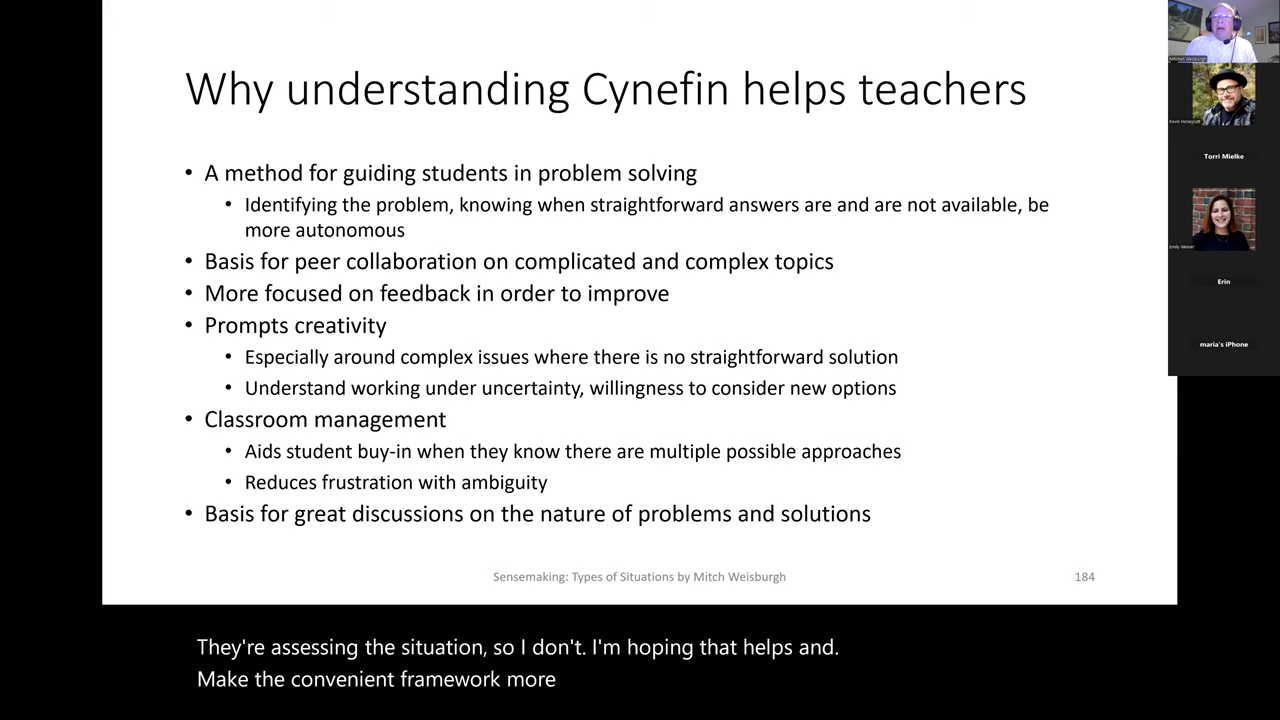 Why understanding Cynefin helps teachers
• A method for guiding students in problem solving
• Identifying the problem, knowing when straightforward answers are and are not available, be
more autonomous
• Basis for peer collaboration on complicated and complex topics
• More focused on feedback in order to improve
• Prompts creativity
• Especially around complex issues where there is no straightforward solution
• Understand working under uncertainty, willingness to consider new options
• Classroom management
• Aids student buy-in when they know there are multiple possible approaches
• Reduces frustration with ambiguity
• Basis for great discussions on the nature of problems and solutions
Sensemaking: Types of Situations by Mitch Weisburgh
184
They're assessing the situation, so I don't. I'm hoping that helps and.
Make the convenient framework more
Mitchell Weisburgh
Kevin Honeycutt
Torri Mielke
Emily Weiner
Erin
maria's iPhone